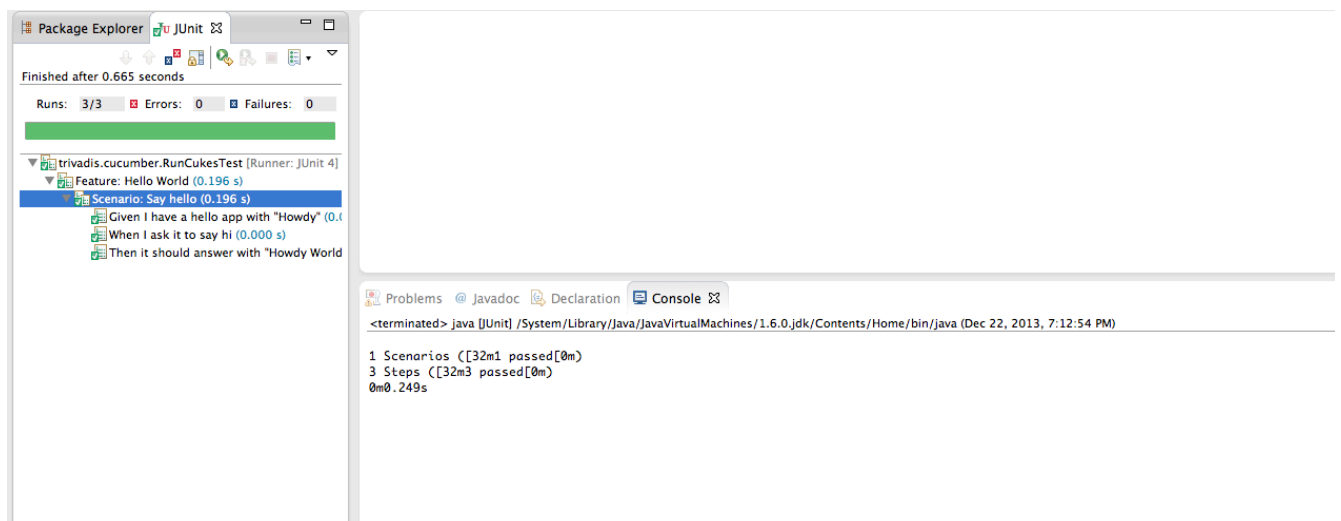 Package Explorer JUnit
Finished after 0.665 seconds
Runs: 3/3 Errors: 0 Failures: 0
trivadis.cucumber.RunCukesTest [Runner: JUnit 4]
Feature: Hello World (0.196 s)
Scenario: Say hello (0.196 s)
Given I have a hello app with "Howdy" (0.0
When I ask it to say hi (0.000 s)
Then it should answer with "Howdy World
Problems @ Javadoc Declaration Console
<terminated> java [JUnit] /System/Library/Java/JavaVirtualMachines/1.6.0.jdk/Contents/Home/bin/java (Dec 22, 2013, 7:12:54 PM)
1 Scenarios ([32m1 passed[0m)
3 Steps ([32m3 passed[0m)
0m0.249s